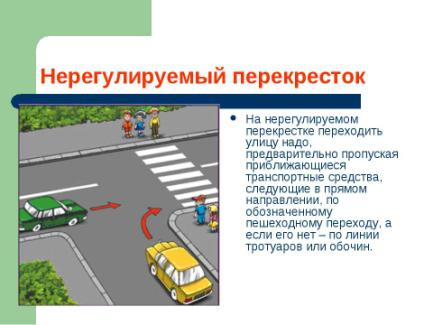 Нерегулируемый перекресток
На нерегулируемом
перекрестке переходить
улицу надо,
предварительно пропуская
приближающиеся
транспортные средства,
следующие в прямом
направлении, по
обозначенному
пешеходному переходу, а
если его нет – по линии
тротуаров или обочин.